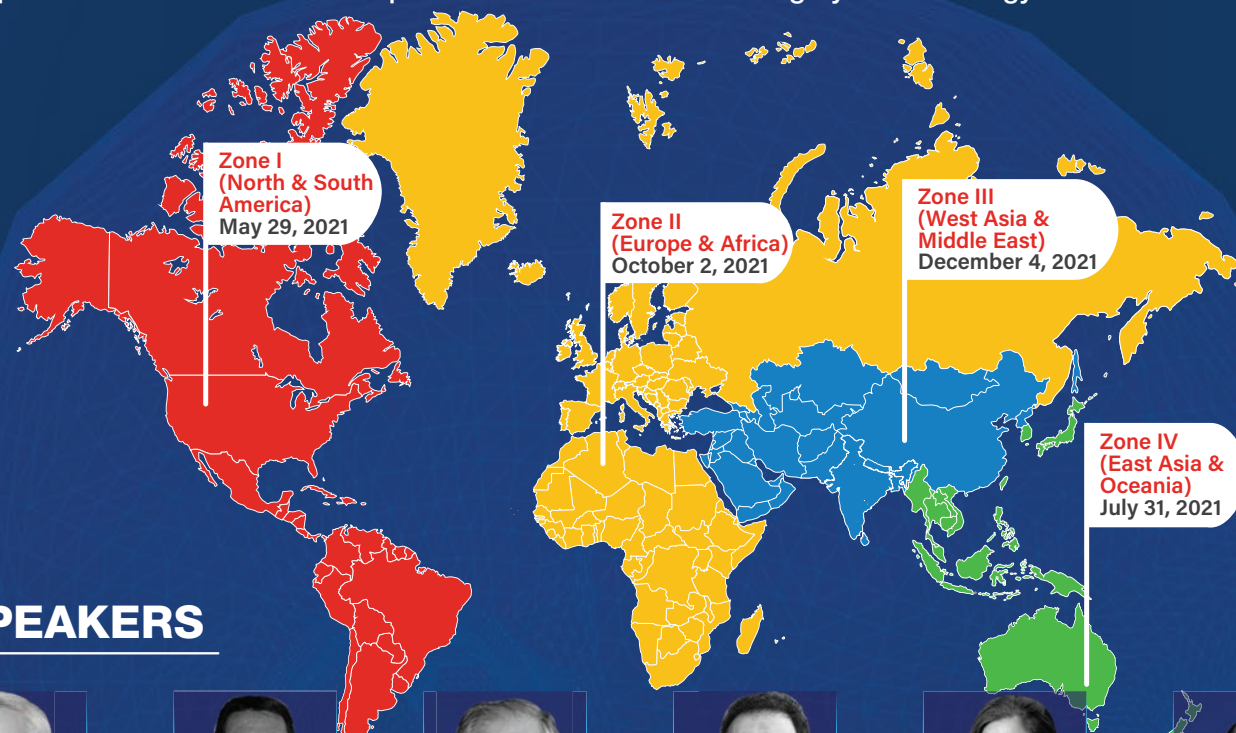 Zone I
(North & South
America)
May 29, 2021
Zone II
(Europe & Africa)
October 2, 2021
Zone III
(West Asia &
Middle East)
December 4, 2021
Zone IV
(East Asia &
Oceania)
July 31, 2021
PEAKERS